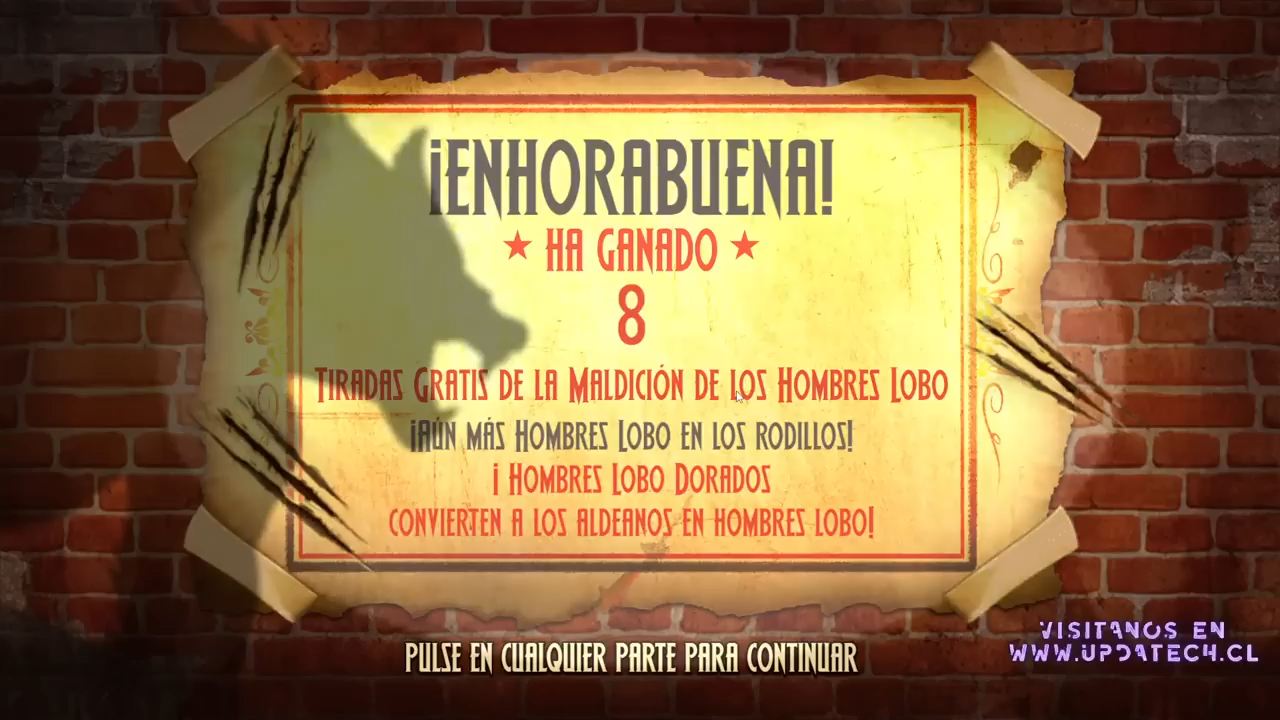 ¡ENHORABUENA!
★ HA GANADO ★
8
TIRADAS GRATIS DE LA MALDICIÓN DE LOS HOMBRES LOBO
¡AÚN MÁS HOMBRES LOBO EN LOS RODILLOS!
¡ HOMBRES LOBO DORADOS
CONVIERTEN A LOS ALDEANOS EN HOMBRES LOBO!
PULSE EN CUALQUIER PARTE PARA CONTINUAR
VISITANOS EN
WWW.UPDATECH.CL